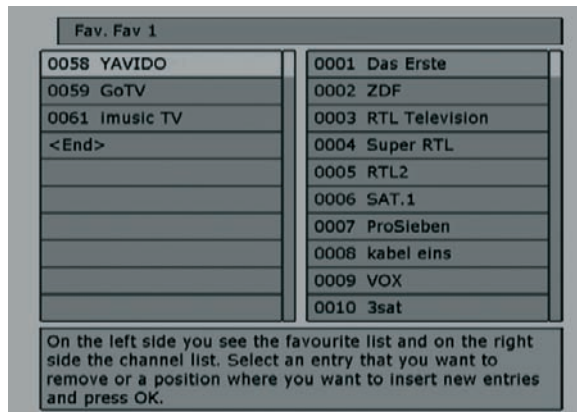 Fav. Fav 1
0058 YAVIDO
0059 GoTV
0061 imusic TV
<End>
0001 Das Erste
0002 ZDF
0003 RTL Television
0004 Super RTL
0005 RTL2
0006 SAT.1
0007 ProSieben
0008 kabel eins
0009 VOX
0010 3sat
On the left side you see the favourite list and on the right
side the channel list. Select an entry that you want to
remove or a position where you want to insert new entries
and press OK.